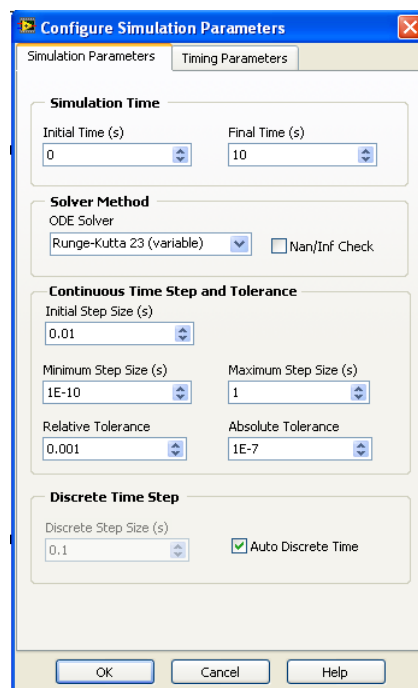 Configure Simulation Parameters
Simulation Parameters Timing Parameters
Simulation Time
Initial Time (s) Final Time (s)
0 10
Solver Method
ODE Solver
Runge-Kutta 23 (variable) Nan/Inf Check
Continuous Time Step and Tolerance
Initial Step Size (s)
0.01
Minimum Step Size (s) Maximum Step Size (s)
1E-10 1
Relative Tolerance Absolute Tolerance
0.001 1E-7
Discrete Time Step
Discrete Step Size (s)
0.1 Auto Discrete Time
OK Cancel Help